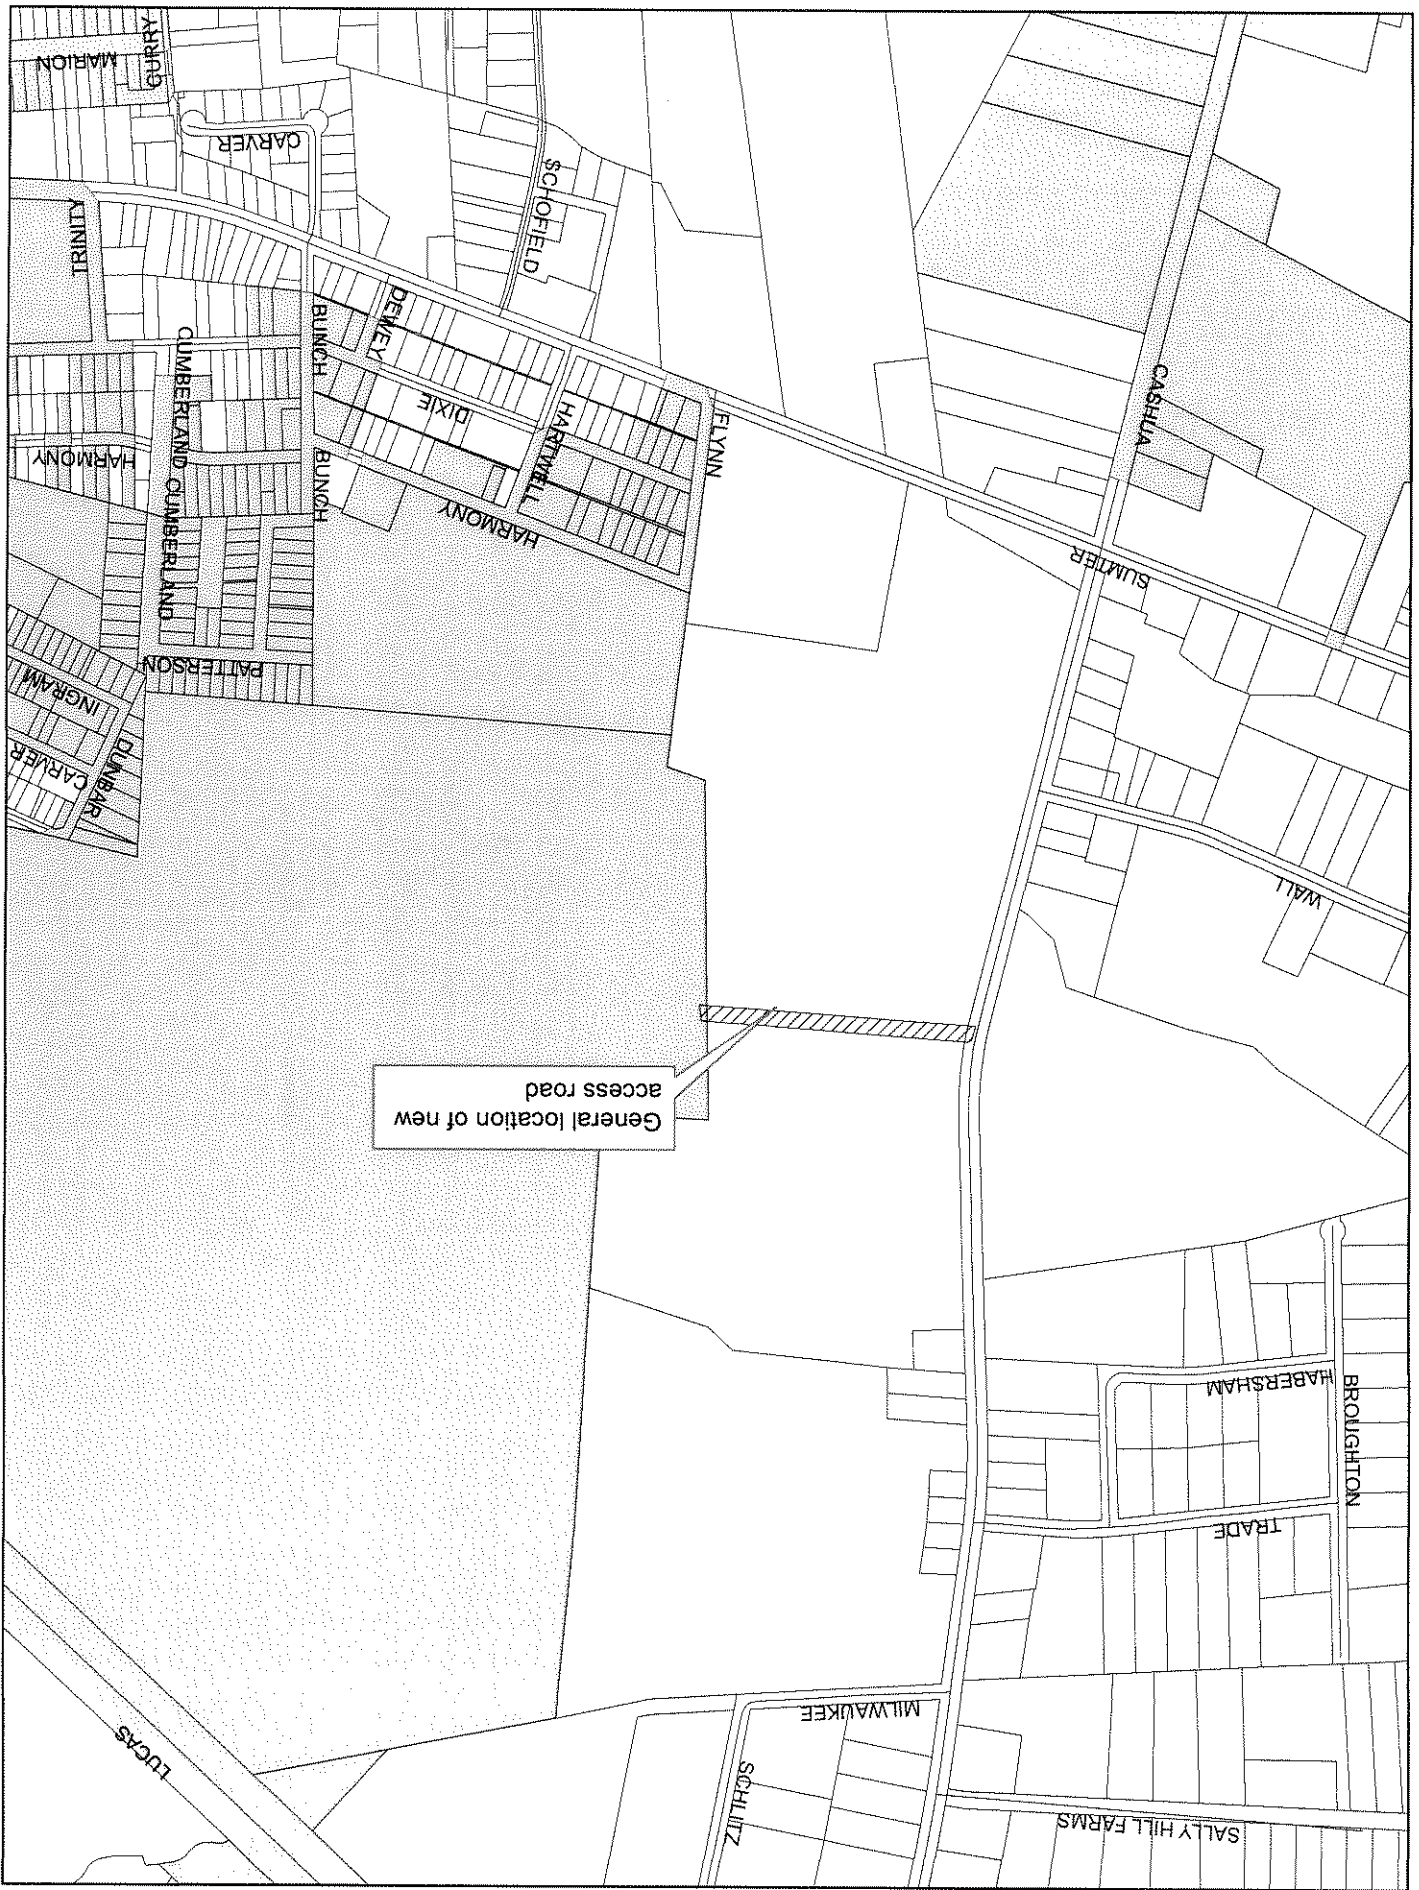 SALLY HILL FARMS
SCHLITZ
LUCAS
MILWAUKEE
TRADE
BROUGHTON
HABERSHAM
General location of new
access road
WALL
CARVER
DUNBAR
INGRAM
PATTERSON
SUMTER
CUMBERLAND
CUMBERLAND
HARMONY
HARTWELL
BUNCH
HARMONY
FLYNN
CASHUA
DIXIE
BUNCH
DEWEY
TRINITY
SCHOFIELD
CARVER
MARION
CURRY